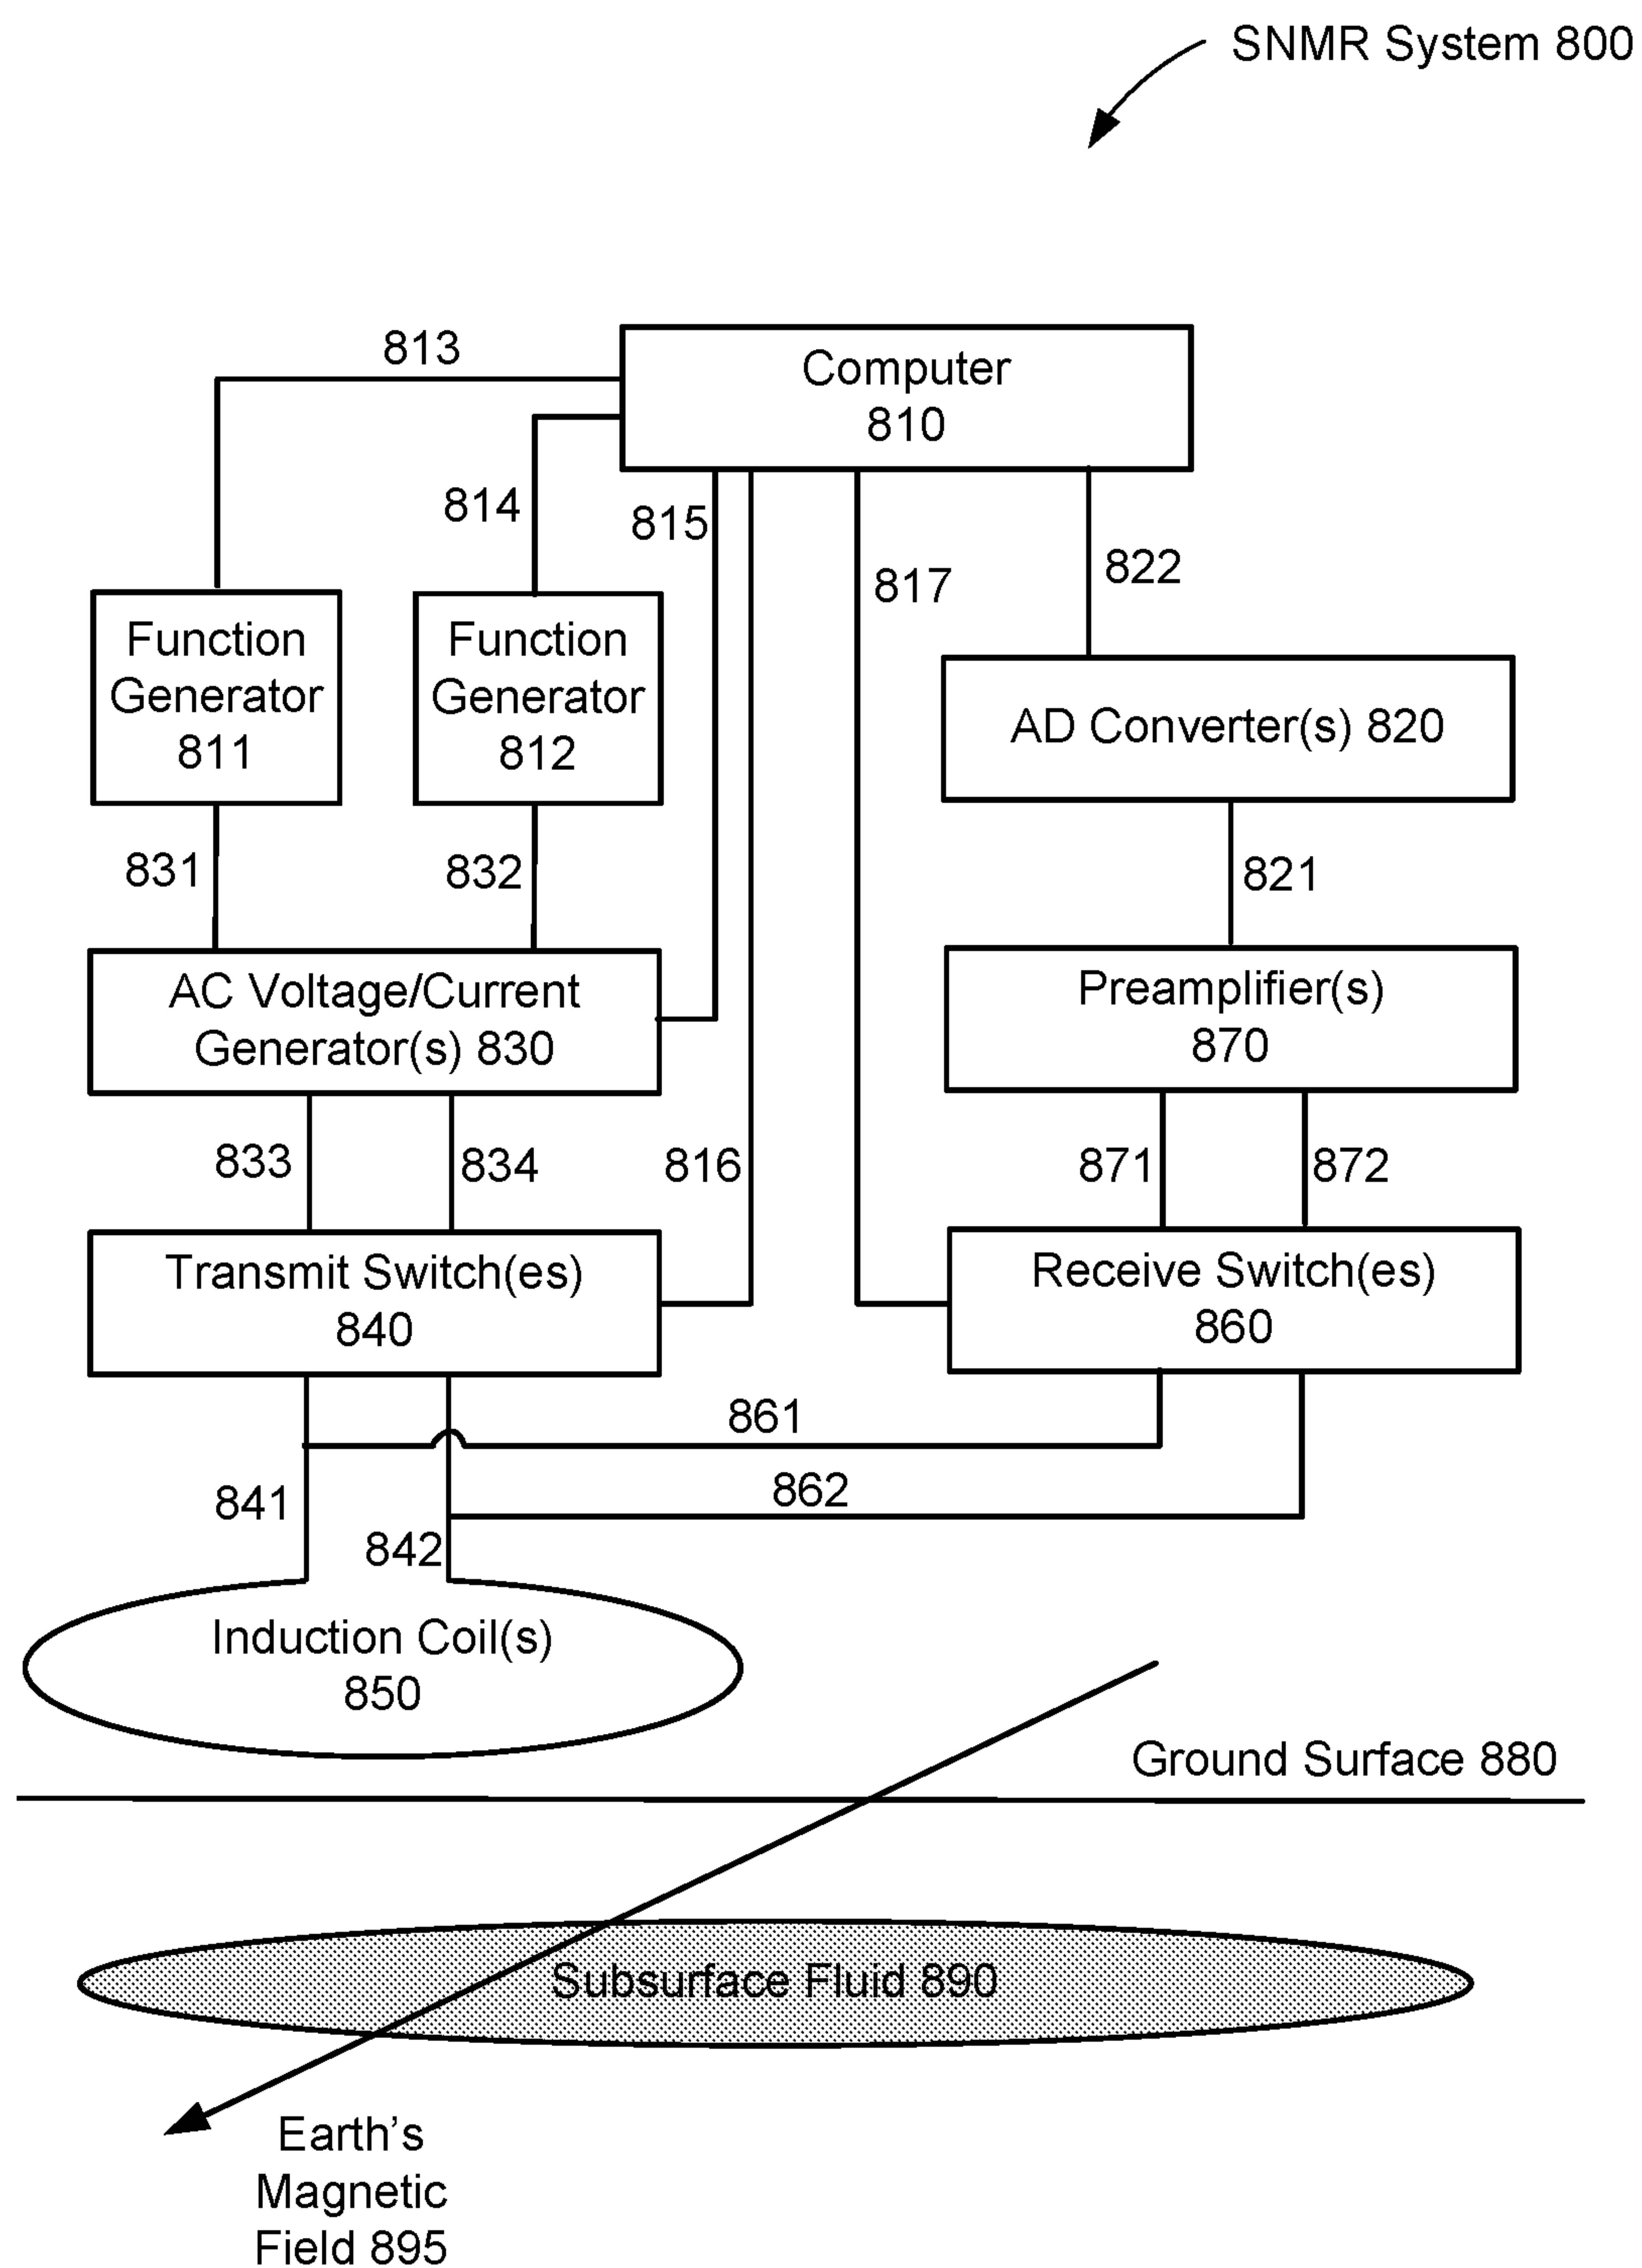 SNMR System 800
813
Computer
810
814
815
817
822
Function
Generator
811
Function
Generator
812
AD Converter(s) 820
831
832
821
AC Voltage/Current
Generator(s) 830
Preamplifier(s)
870
833
834
816
871
872
Transmit Switch(es)
840
Receive Switch(es)
860
861
862
841
842
Induction Coil(s)
850
Ground Surface 880
Subsurface Fluid 890
Earth's
Magnetic
Field 895